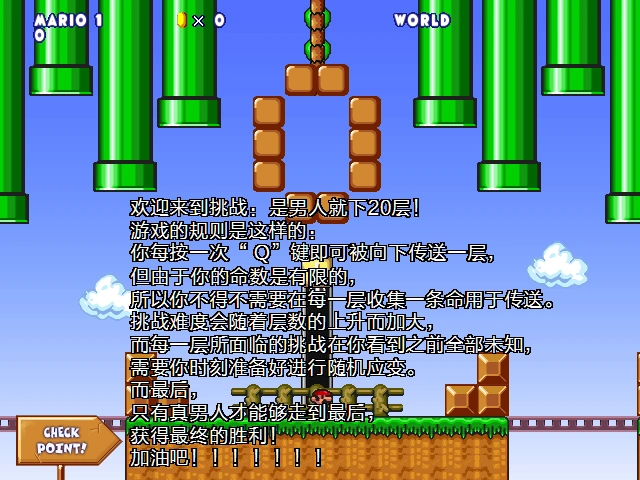 MARIO 1
× 0
WORLD
0
欢迎来到挑战：是男人就下20层！
游戏的规则是这样的：
你每按一次“Q”键即可被向下传送一层，
但由于你的命数是有限的，
所以你不得不需要在每一层收集一条命用于传送。
挑战难度会随着层数的上升而加大，
而每一层所面临的挑战在你看到之前全部未知，
需要你时刻准备好进行随机应变。
而最后，
只有真男人才能够走到最后，
获得最终的胜利！
加油吧！！！！！！！
CHECK
POINT!